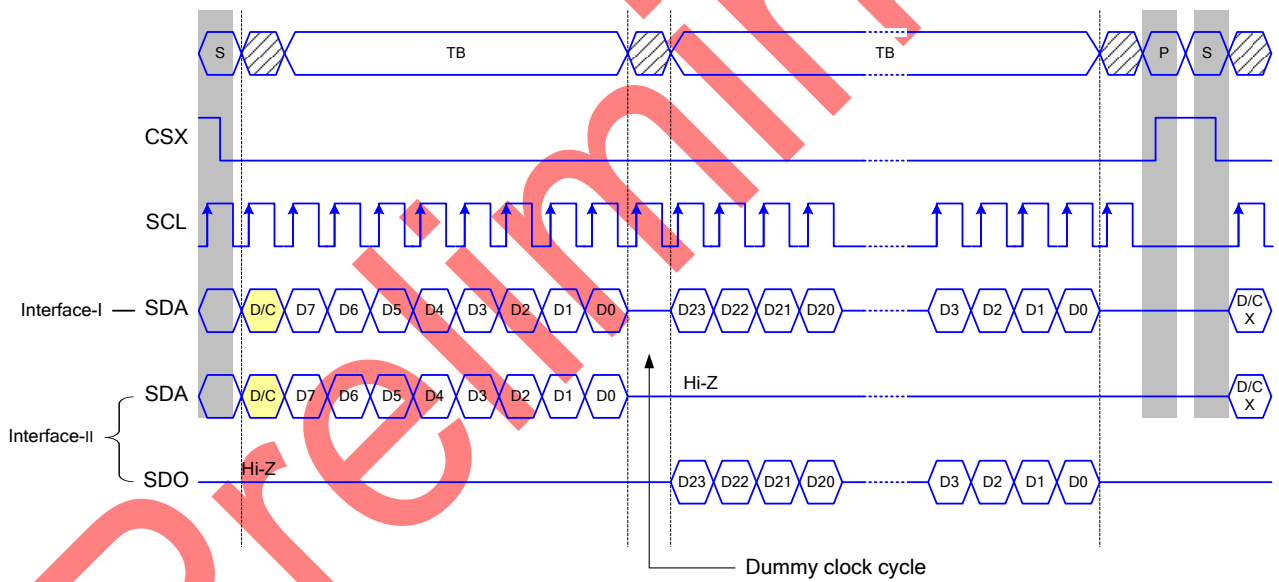 S TB TB P S
CSX
SCL
Interface-I SDA D/C D7 D6 D5 D4 D3 D2 D1 D0 D23 D22 D21 D20 D3 D2 D1 D0 D/C X
SDA D/C D7 D6 D5 D4 D3 D2 D1 D0 Hi-Z D/C X
Interface-II
SDO Hi-Z D23 D22 D21 D20 D3 D2 D1 D0
Dummy clock cycle
Prelimin